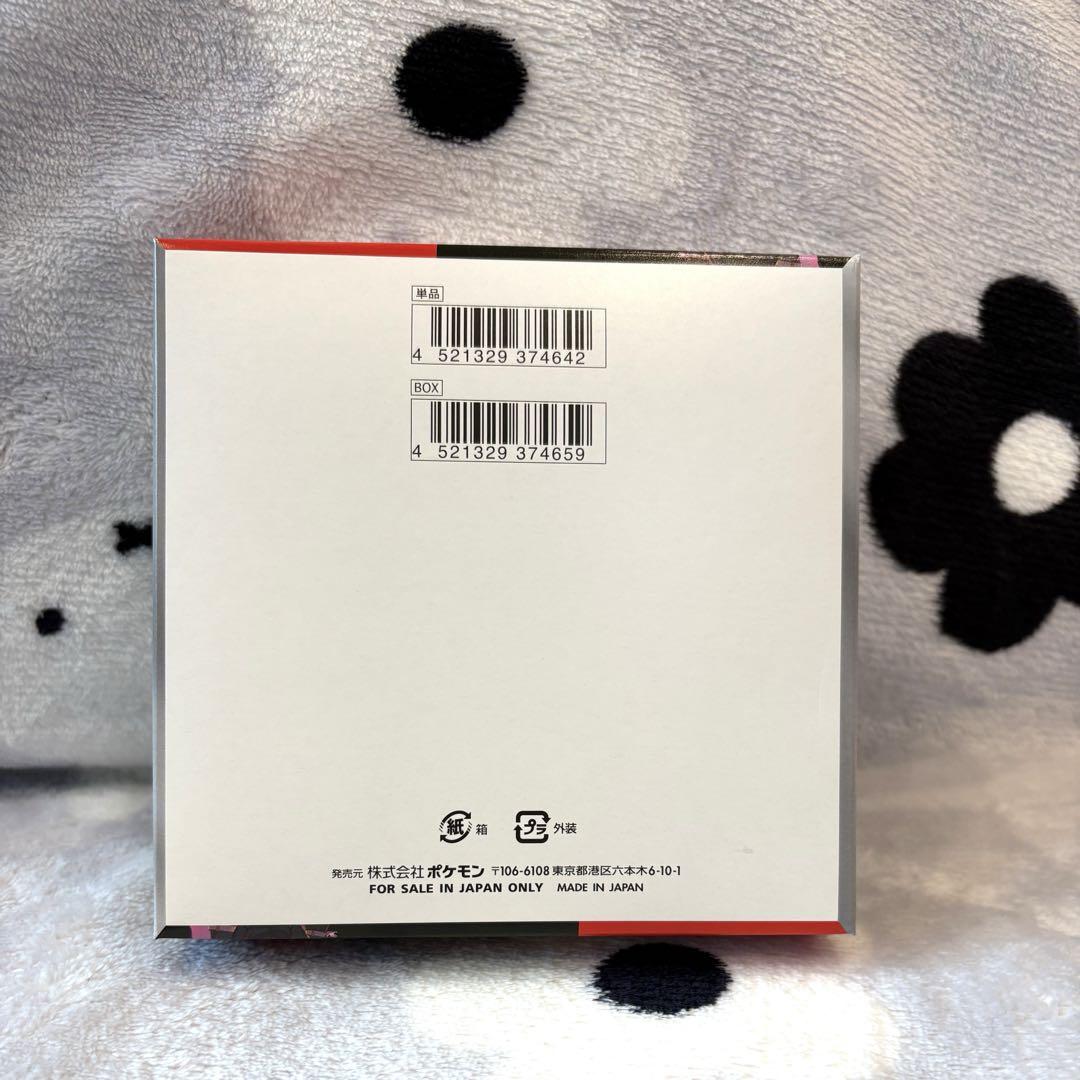 単品
4 521329 374642
BOX
4 521329 374659
紙 箱 プラ 外装
発売元 株式会社ポケモン 〒106-6108 東京都港区六本木6-10-1
FOR SALE IN JAPAN ONLY MADE IN JAPAN